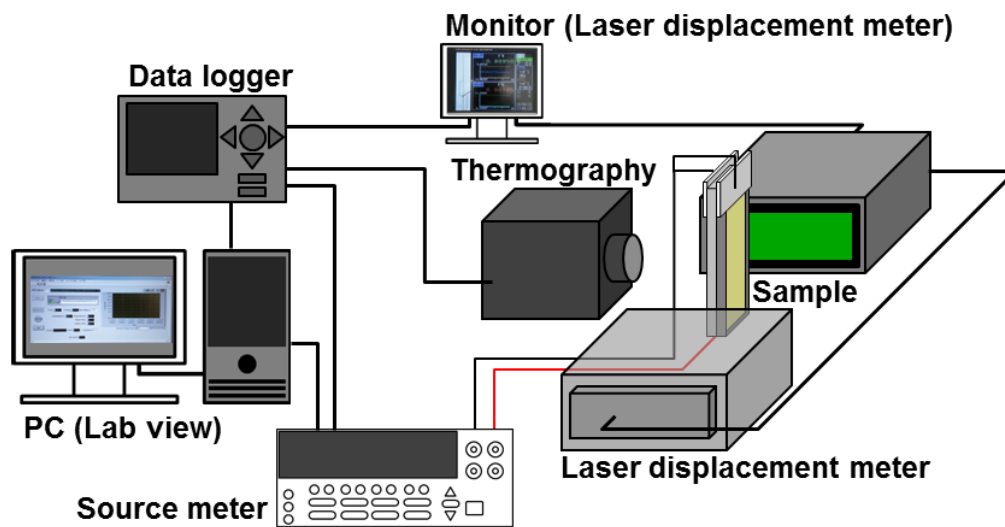 Monitor (Laser displacement meter)
Data logger
Thermography
Sample
PC (Lab view)
Laser displacement meter
Source meter